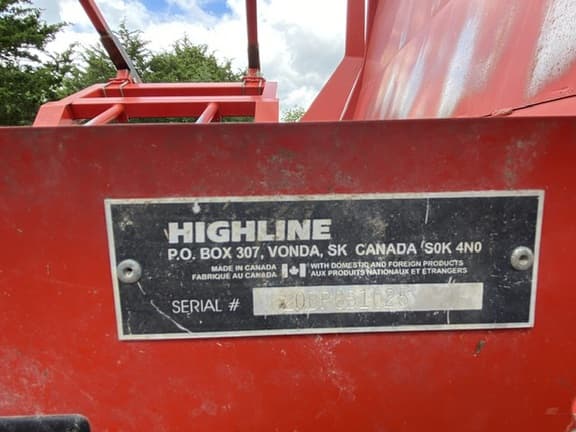 HIGHLINE
P.O. BOX 307, VONDA, SK CANADA S0K 4N0
MADE IN CANADA WITH DOMESTIC AND FOREIGN PRODUCTS
FABRIQUE AU CANADA AUX PRODUITS NATIONAUX ET ÉTRANGERS
SERIAL #